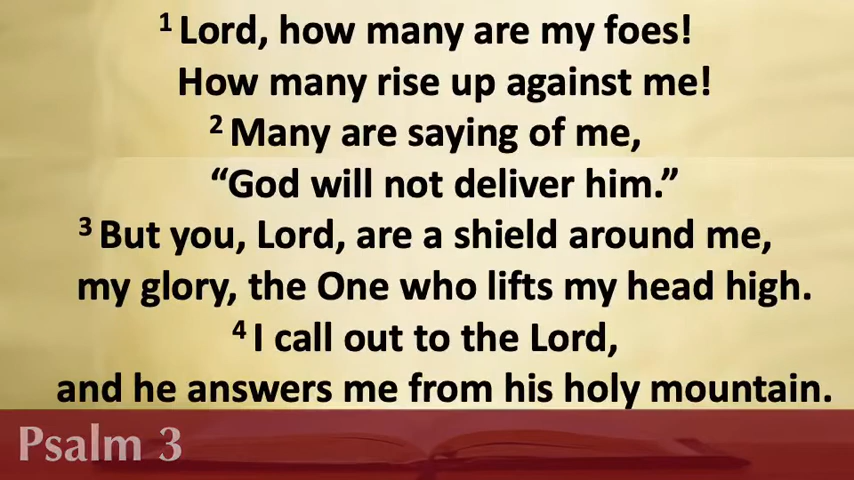 ¹ Lord, how many are my foes!
How many rise up against me!
² Many are saying of me,
“God will not deliver him.”
³ But you, Lord, are a shield around me,
my glory, the One who lifts my head high.
⁴ I call out to the Lord,
and he answers me from his holy mountain.
Psalm 3